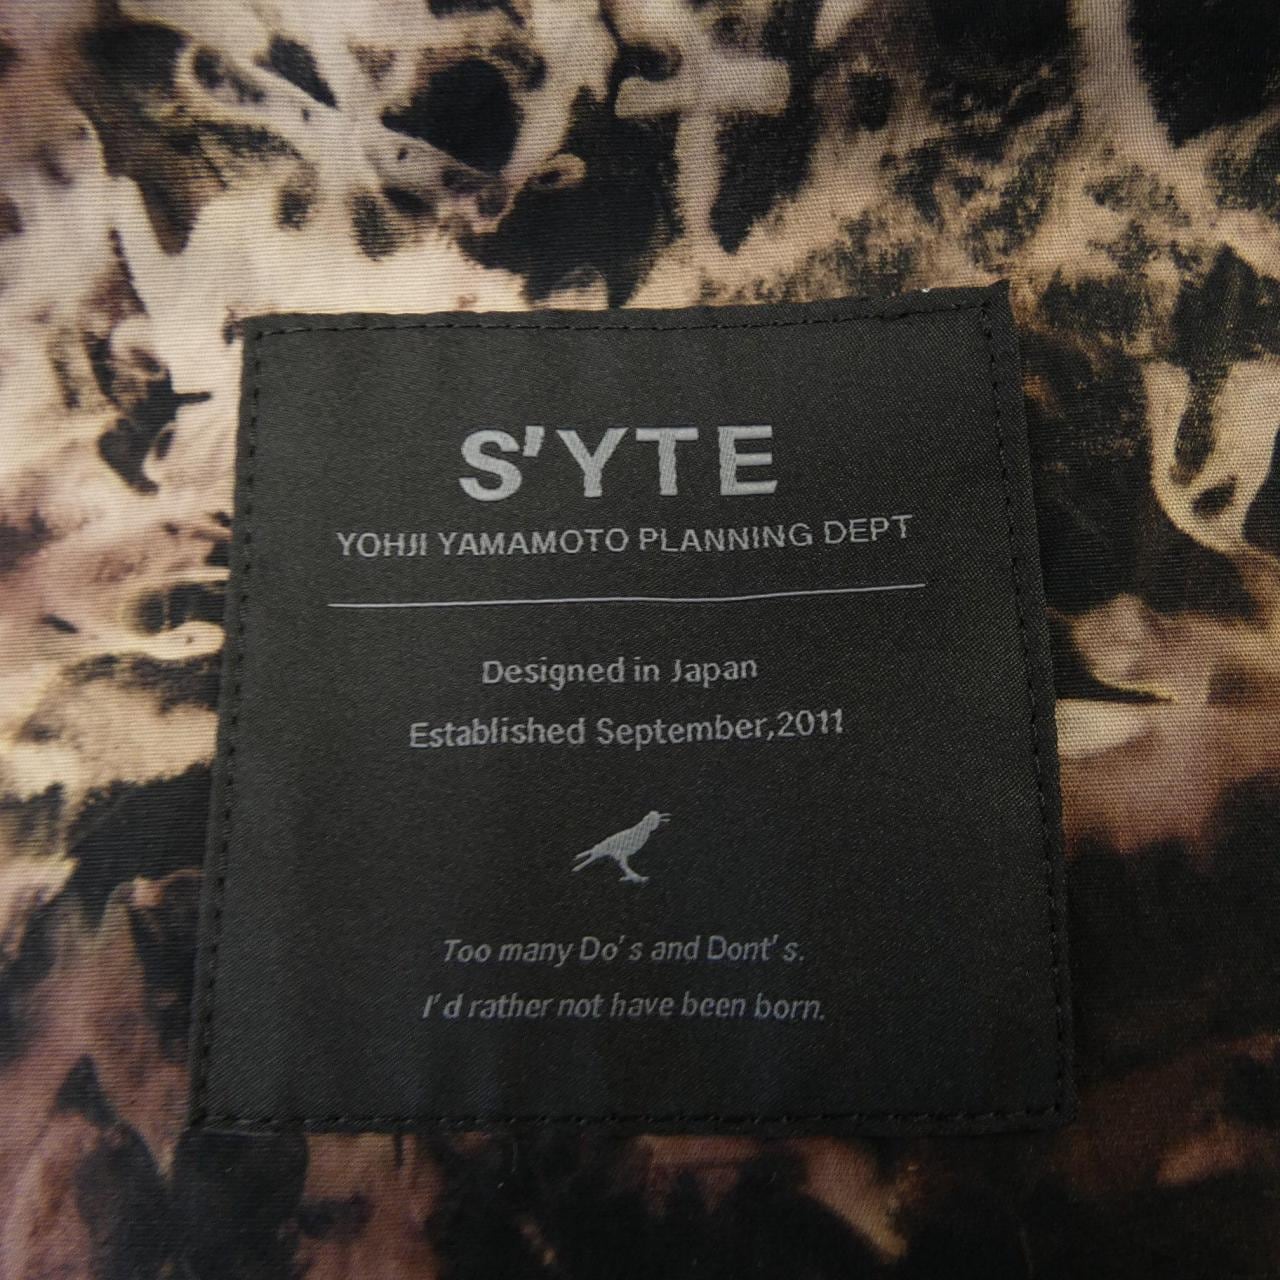 S'YTE
YOHJI YAMAMOTO PLANNING DEPT
Designed in Japan
Established September,2011
Too many Do's and Dont's.
I'd rather not have been born.